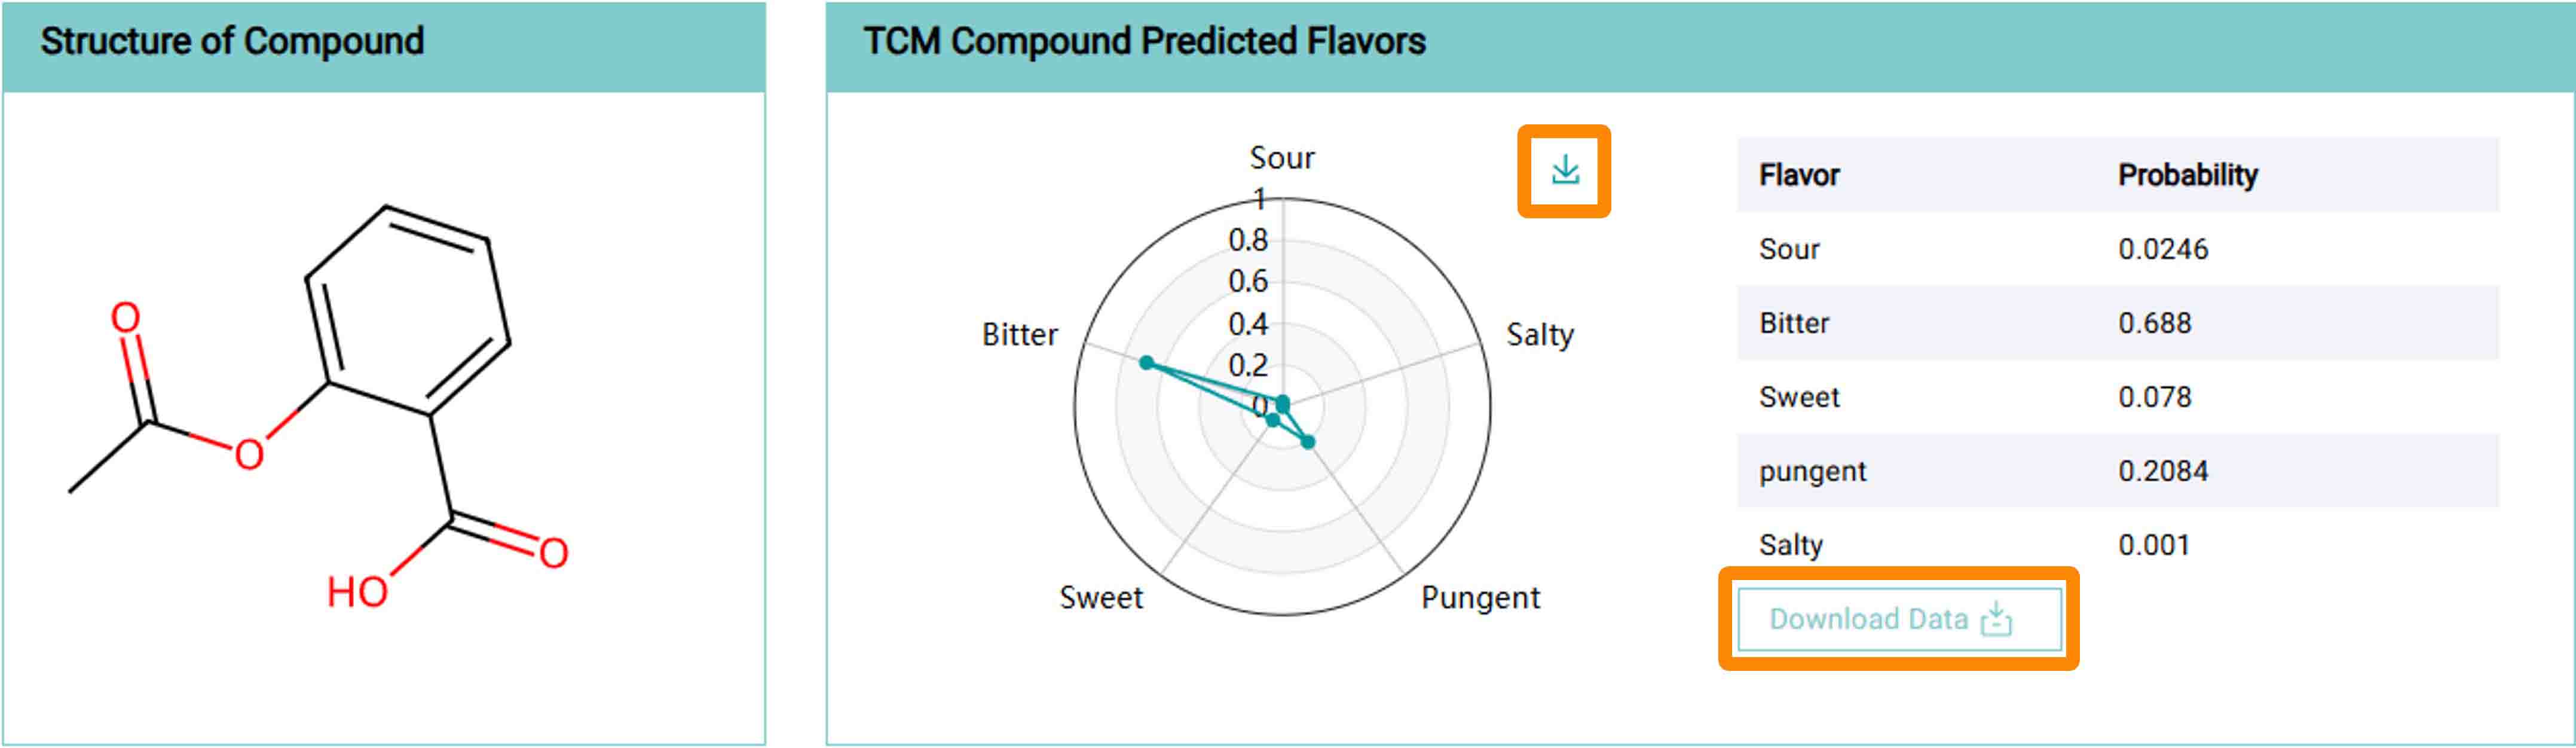 Structure of Compound
O
O
HO
O
TCM Compound Predicted Flavors
Sour
1
0.8
0.6
0.4
0.2
0
Bitter
Salty
Sweet
Pungent
Flavor Probability
Sour 0.0246
Bitter 0.688
Sweet 0.078
pungent 0.2084
Salty 0.001
Download Data